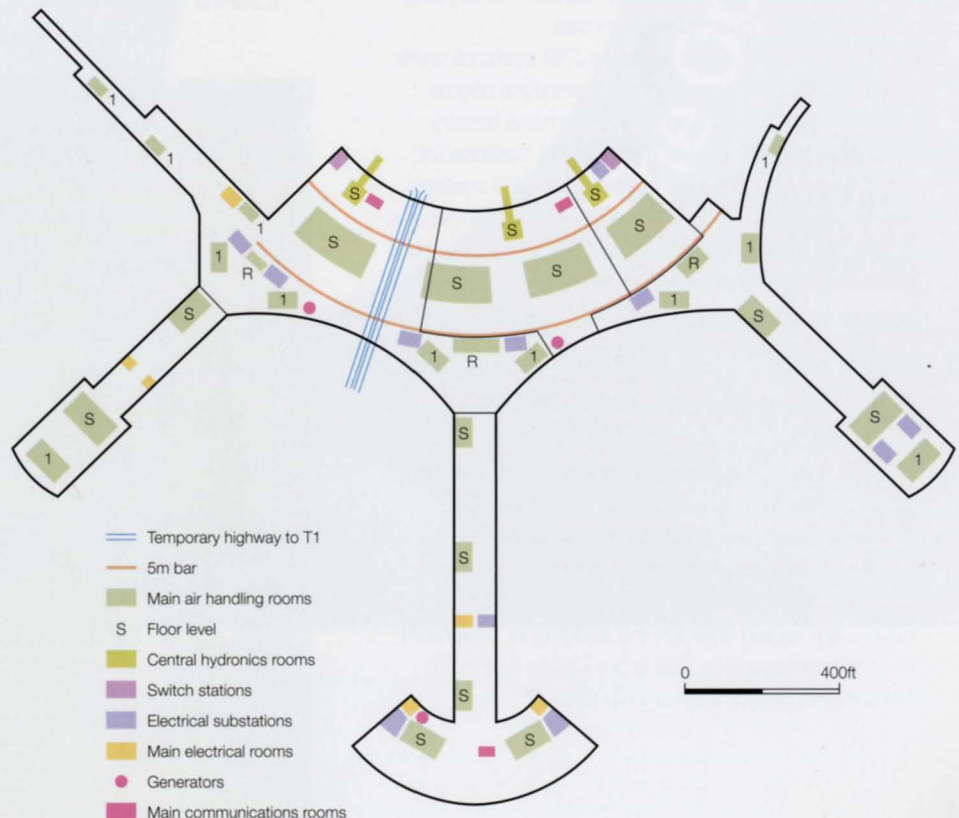 1
1
1
S
S
1
S
S
S
1
1
R
R
S
S
1
1
S
S
1
R
1
S
S
S
1
1
S
S
S
S
Temporary highway to T1
5m bar
Main air handling rooms
S Floor level
Central hydronics rooms
Switch stations
Electrical substations
Main electrical rooms
Generators
Main communications rooms
0 400ft